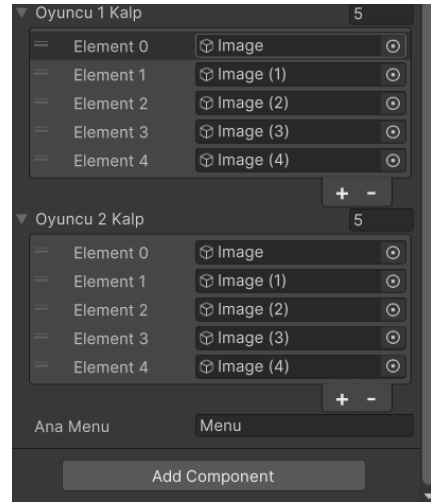 Oyuncu 1 Kalp 5
Element 0 Image
Element 1 Image (1)
Element 2 Image (2)
Element 3 Image (3)
Element 4 Image (4)
+ -
Oyuncu 2 Kalp 5
Element 0 Image
Element 1 Image (1)
Element 2 Image (2)
Element 3 Image (3)
Element 4 Image (4)
+ -
Ana Menu Menu
Add Component